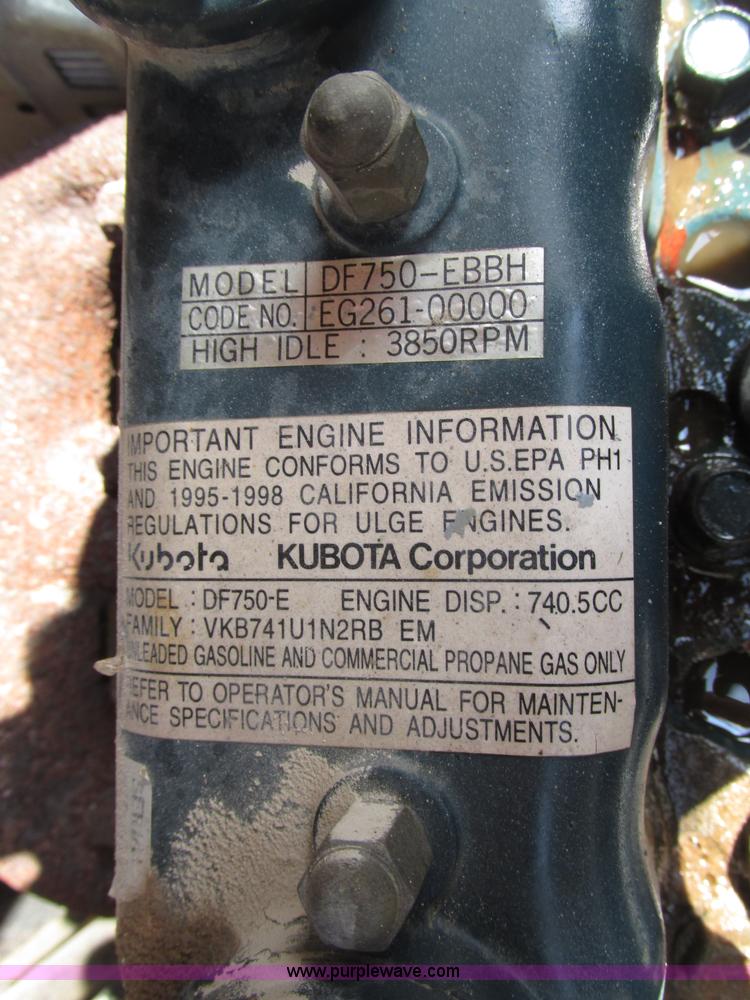 MODEL DF750-EBBH
CODE NO. EG261-00000
HIGH IDLE : 3850RPM
IMPORTANT ENGINE INFORMATION
THIS ENGINE CONFORMS TO U.S.EPA PH1
AND 1995-1998 CALIFORNIA EMISSION
REGULATIONS FOR ULGE ENGINES.
Kubota KUBOTA Corporation
MODEL : DF750-E ENGINE DISP. : 740.5CC
FAMILY : VKB741U1N2RB EM
UNLEADED GASOLINE AND COMMERCIAL PROPANE GAS ONLY
REFER TO OPERATOR'S MANUAL FOR MAINTEN-
ANCE SPECIFICATIONS AND ADJUSTMENTS.
www.purplewave.com